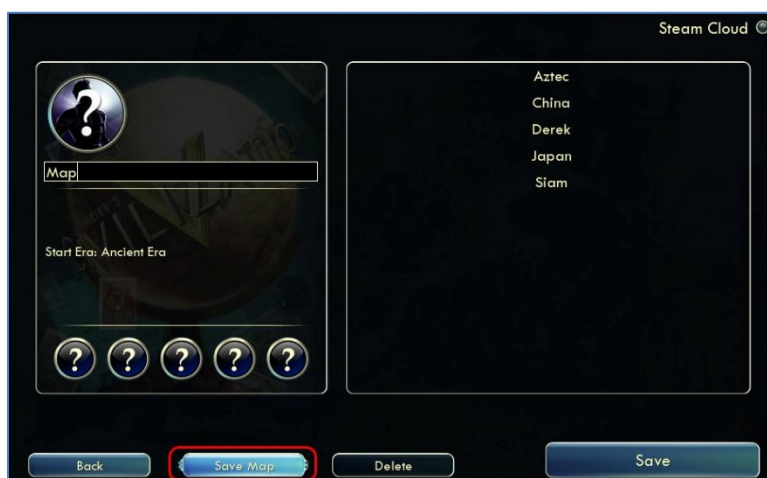 Steam Cloud
Map
Start Era: Ancient Era
? ? ? ? ?
?
Aztec
China
Derek
Japan
Siam
Back
Save Map
Delete
Save